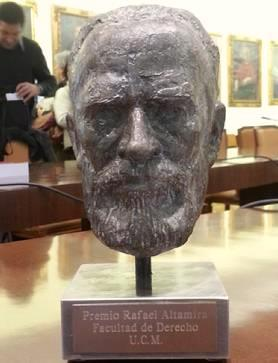 Premio Rafael Altamira
Facultad de Derecho
U.C.M.